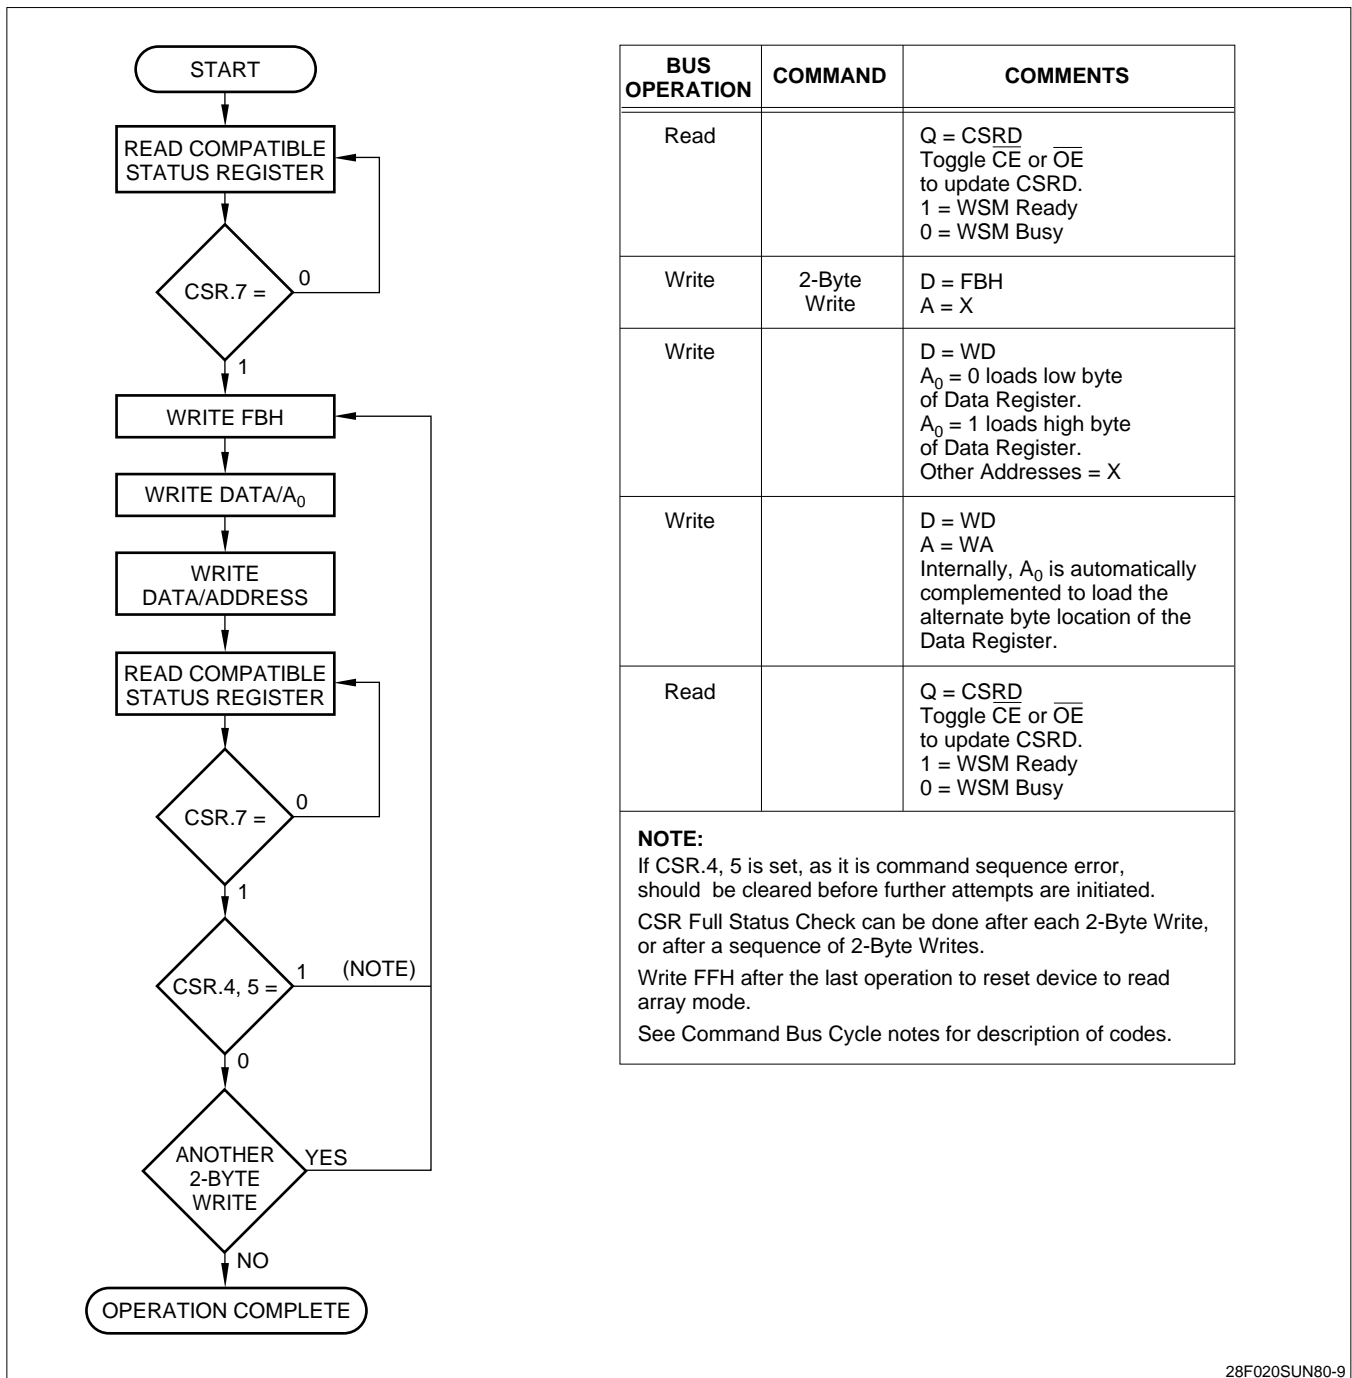 START
READ COMPATIBLE
STATUS REGISTER
CSR.7 =
0
1
WRITE FBH
WRITE DATA/A0
WRITE
DATA/ADDRESS
READ COMPATIBLE
STATUS REGISTER
CSR.7 =
0
1
CSR.4, 5 =
1
(NOTE)
0
ANOTHER
2-BYTE
WRITE
YES
NO
OPERATION COMPLETE
BUS
OPERATION
COMMAND
COMMENTS
Read
Q = CSRD
Toggle C̅E̅ or O̅E̅
to update CSRD.
1 = WSM Ready
0 = WSM Busy
Write
2-Byte
Write
D = FBH
A = X
Write
D = WD
A0 = 0 loads low byte
of Data Register.
A0 = 1 loads high byte
of Data Register.
Other Addresses = X
Write
D = WD
A = WA
Internally, A0 is automatically
complemented to load the
alternate byte location of the
Data Register.
Read
Q = CSRD
Toggle C̅E̅ or O̅E̅
to update CSRD.
1 = WSM Ready
0 = WSM Busy
NOTE:
If CSR.4, 5 is set, as it is command sequence error,
should be cleared before further attempts are initiated.
CSR Full Status Check can be done after each 2-Byte Write,
or after a sequence of 2-Byte Writes.
Write FFH after the last operation to reset device to read
array mode.
See Command Bus Cycle notes for description of codes.
28F020SUN80-9